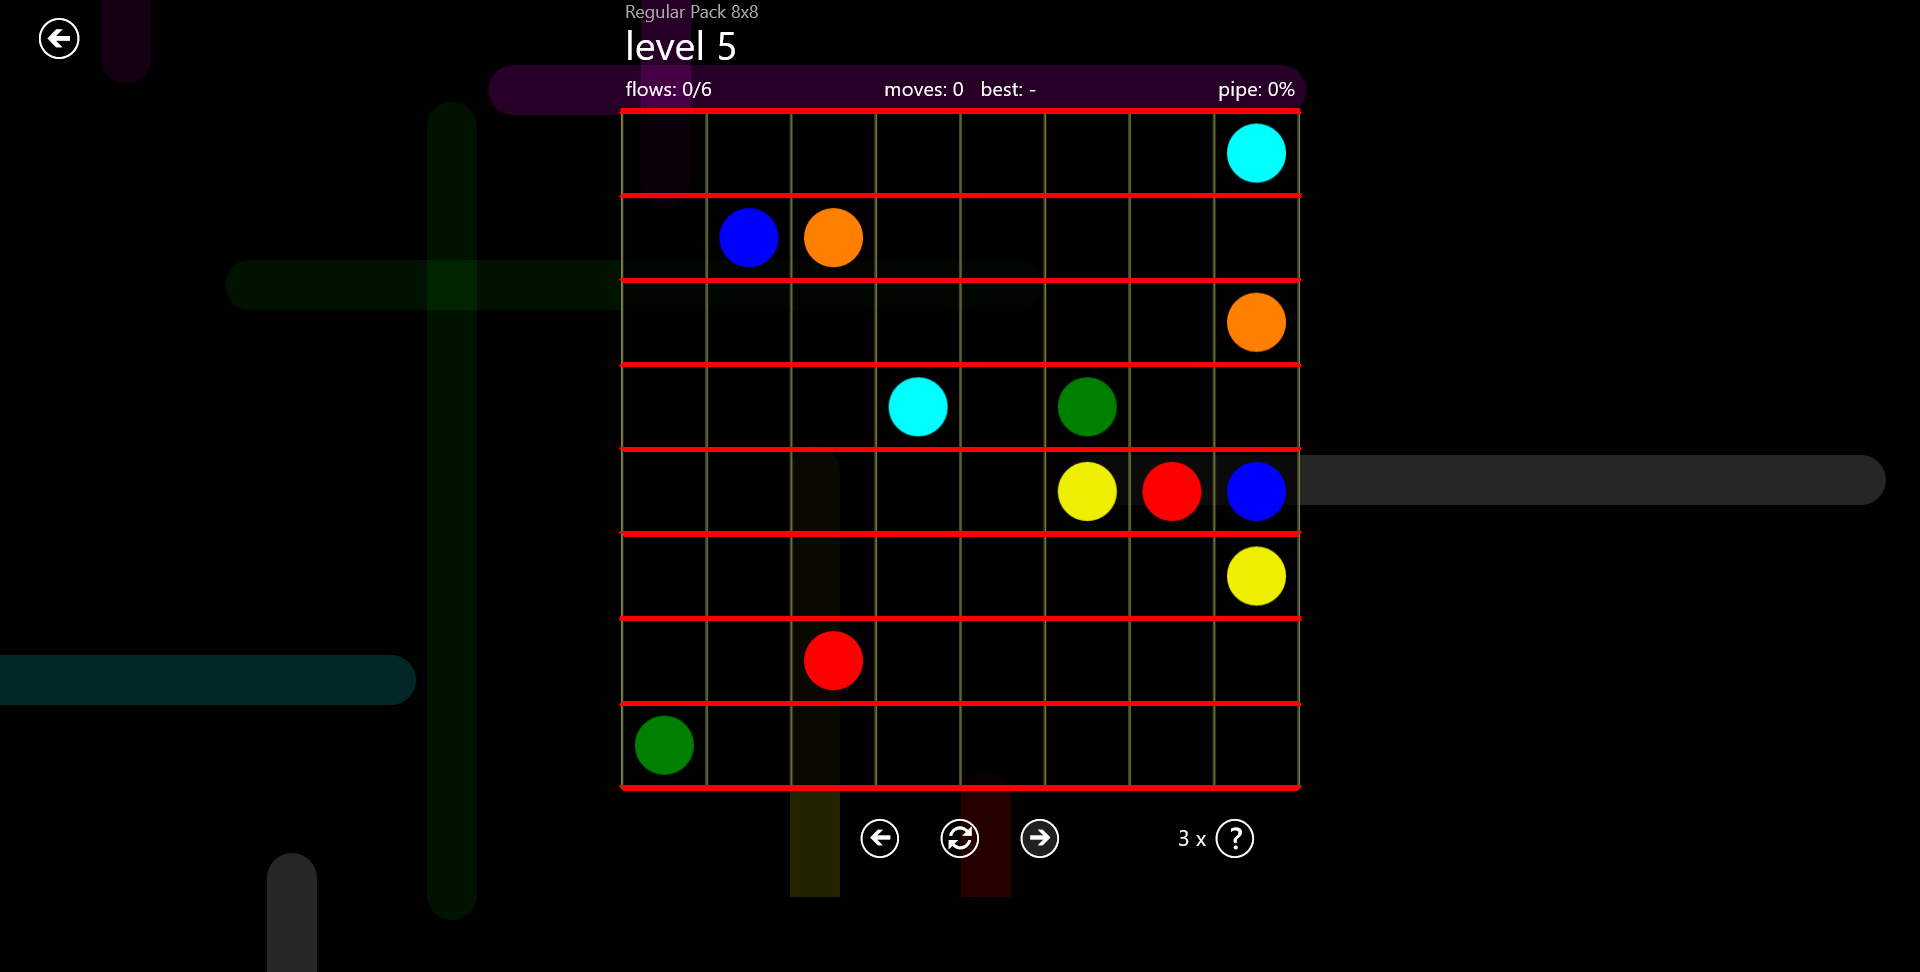 Regular Pack 8x8
level 5
flows: 0/6 moves: 0 best: - pipe: 0%
3 x ?